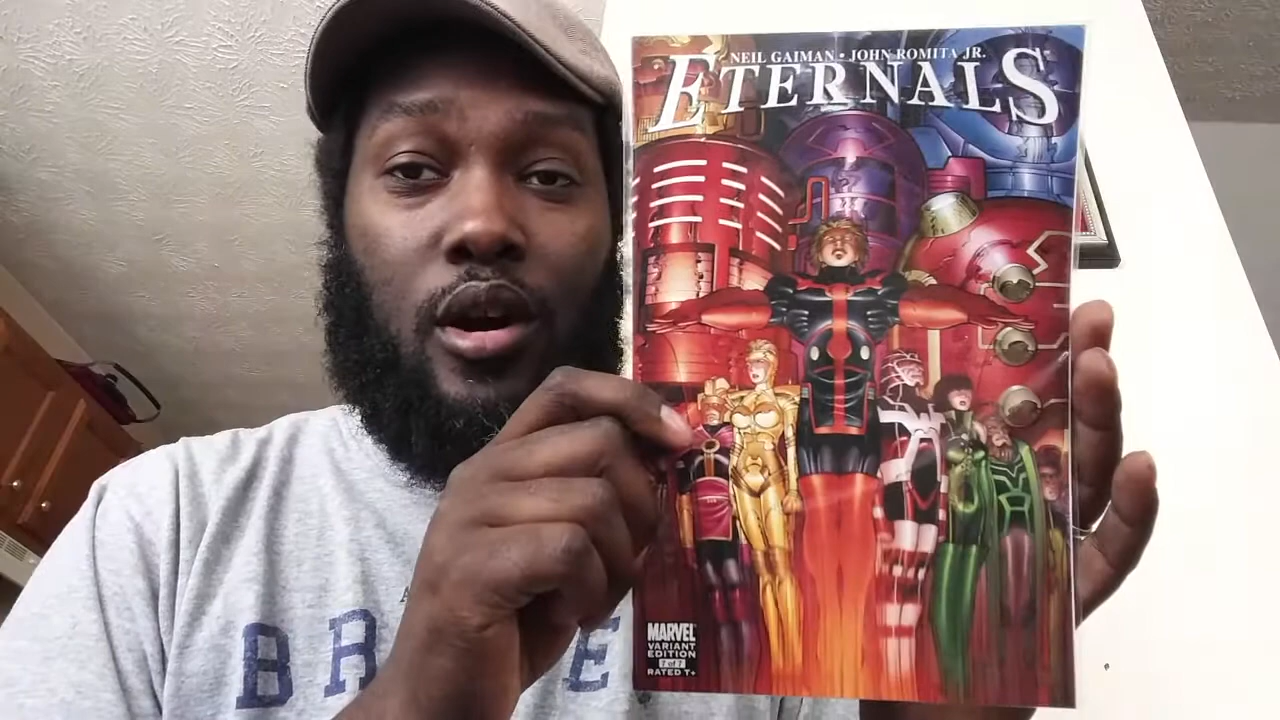 NEIL GAIMAN • JOHN ROMITA JR.
ETERNALS
MARVEL
VARIANT
EDITION
7 of 7
RATED T+